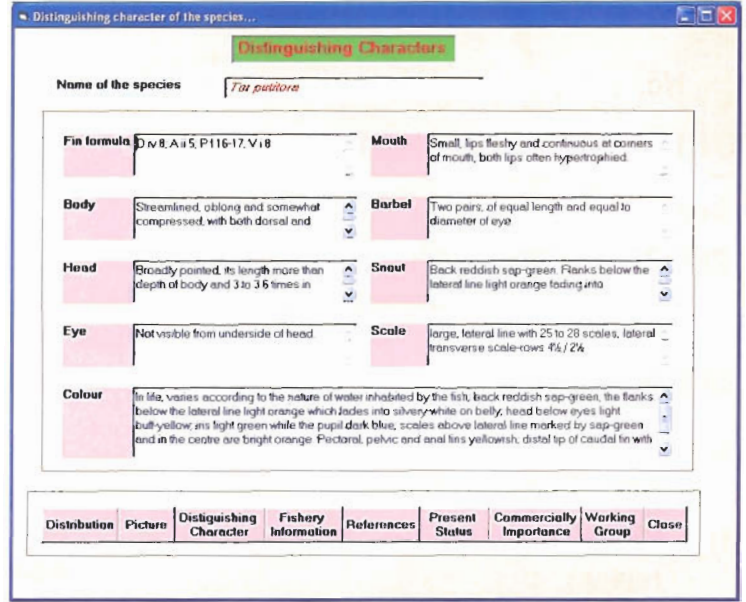 Distinguishing character of the species...
Distinguishing Characters
Name of the species
Tor putitora
Fin formula
D iv 8, A ii 5, P I 16-17, V i 8
Mouth
Small, lips fleshy and continuous at corners
of mouth, both lips often hypertrophied
Body
Streamlined, oblong and somewhat
compressed, with both dorsal and
Barbel
Two pairs, of equal length and equal to
diameter of eye
Head
Broadly pointed, its length more than
depth of body and 3 to 3.6 times in
Snout
Back reddish sap-green. Flanks below the
lateral line light orange fading into
Eye
Not visible from underside of head
Scale
large, lateral line with 25 to 28 scales, lateral
transverse scale-rows 4½ / 2½
Colour
In life, varies according to the nature of water inhabited by the fish, back reddish sap-green, the flanks
below the lateral line light orange which fades into silvery-white on belly, head below eyes light
buff-yellow, iris light green while the pupil dark blue, scales above lateral line marked by sap-green
and in the centre are bright orange. Pectoral, pelvic and anal fins yellowish, distal tip of caudal fin with
Distribution
Picture
Distiguishing
Character
Fishery
Information
References
Present
Status
Commercially
Importance
Working
Group
Close